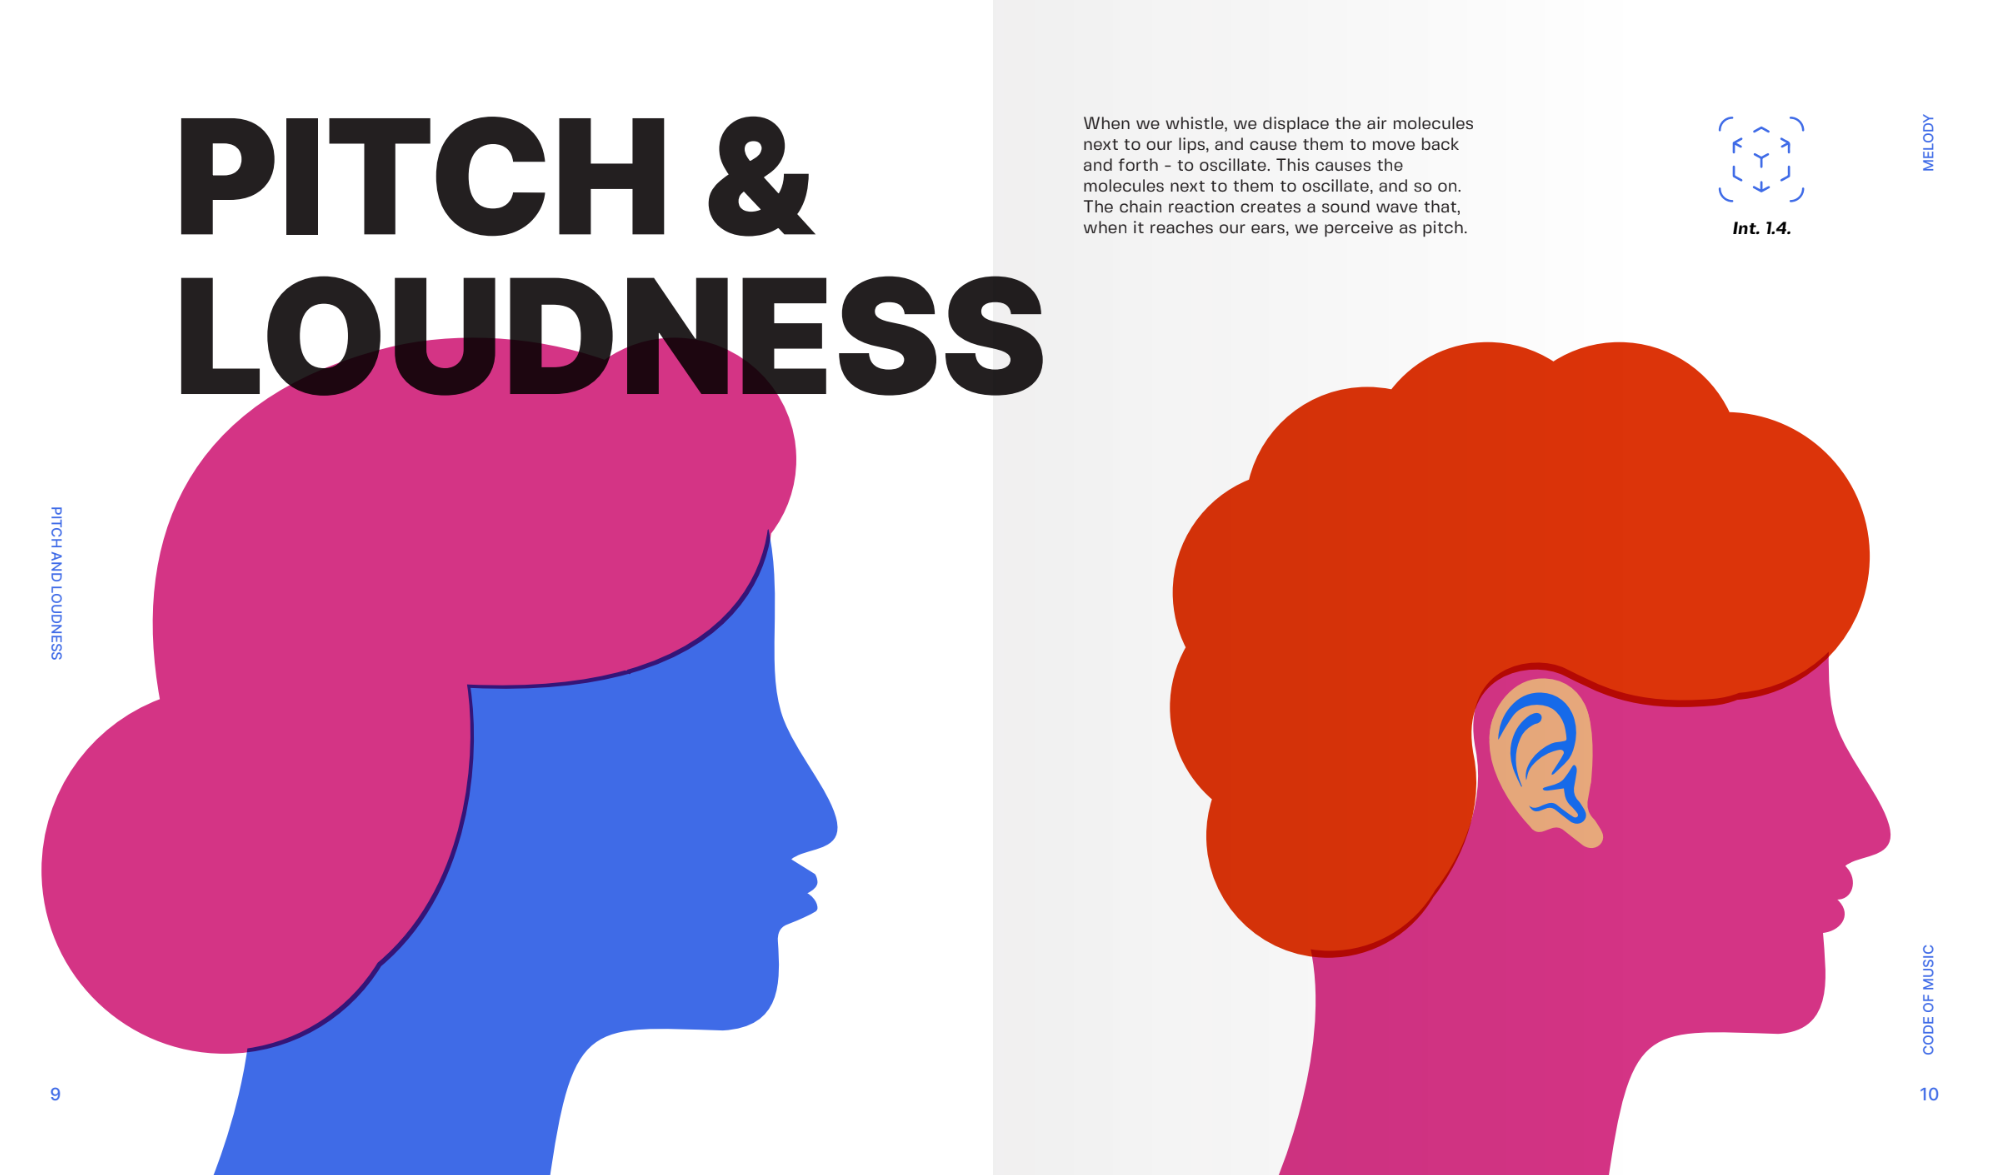 PITCH &
LOUDNESS
When we whistle, we displace the air molecules
next to our lips, and cause them to move back
and forth - to oscillate. This causes the
molecules next to them to oscillate, and so on.
The chain reaction creates a sound wave that,
when it reaches our ears, we perceive as pitch.
Int. 1.4.
MELODY
PITCH AND LOUDNESS
CODE OF MUSIC
9
10